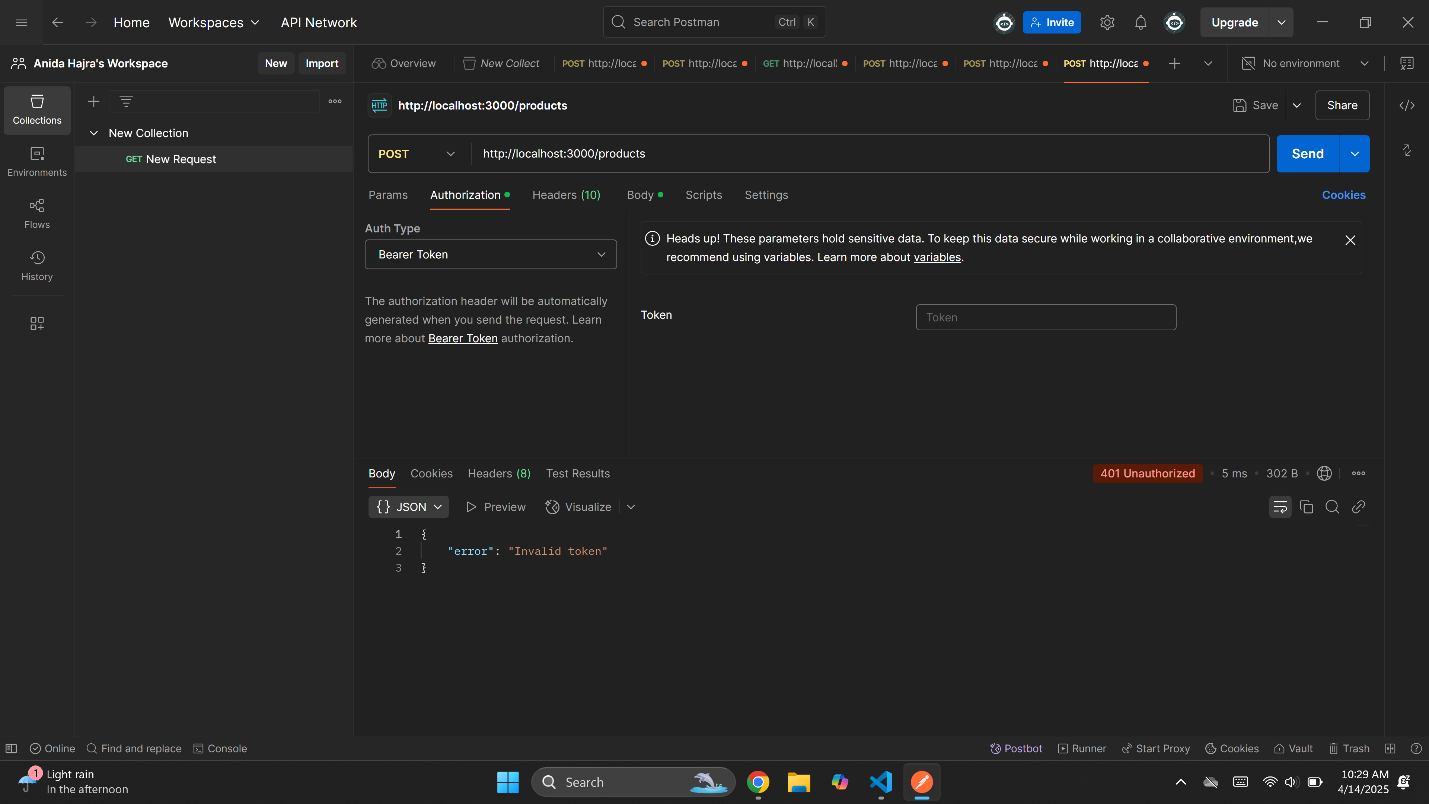 Home
Workspaces
API Network
Search Postman
Ctrl
K
Invite
Upgrade
Anida Hajra's Workspace
New
Import
Overview
New Collect
POST http://loca
POST http://loca
GET http://locall
POST http://loca
POST http://loca
POST http://loca
No environment
Collections
Environments
Flows
History
New Collection
GET New Request
HTTP
http://localhost:3000/products
Save
Share
POST
http://localhost:3000/products
Send
Params
Authorization
Headers (10)
Body
Scripts
Settings
Cookies
Auth Type
Bearer Token
The authorization header will be automatically
generated when you send the request. Learn
more about Bearer Token authorization.
Heads up! These parameters hold sensitive data. To keep this data secure while working in a collaborative environment,we
recommend using variables. Learn more about variables.
Token
Token
Body
Cookies
Headers (8)
Test Results
401 Unauthorized
5 ms
302 B
{} JSON
Preview
Visualize
1 {
2 "error": "Invalid token"
3 }
Online
Find and replace
Console
Postbot
Runner
Start Proxy
Cookies
Vault
Trash
1
Light rain
In the afternoon
Search
10:29 AM
4/14/2025